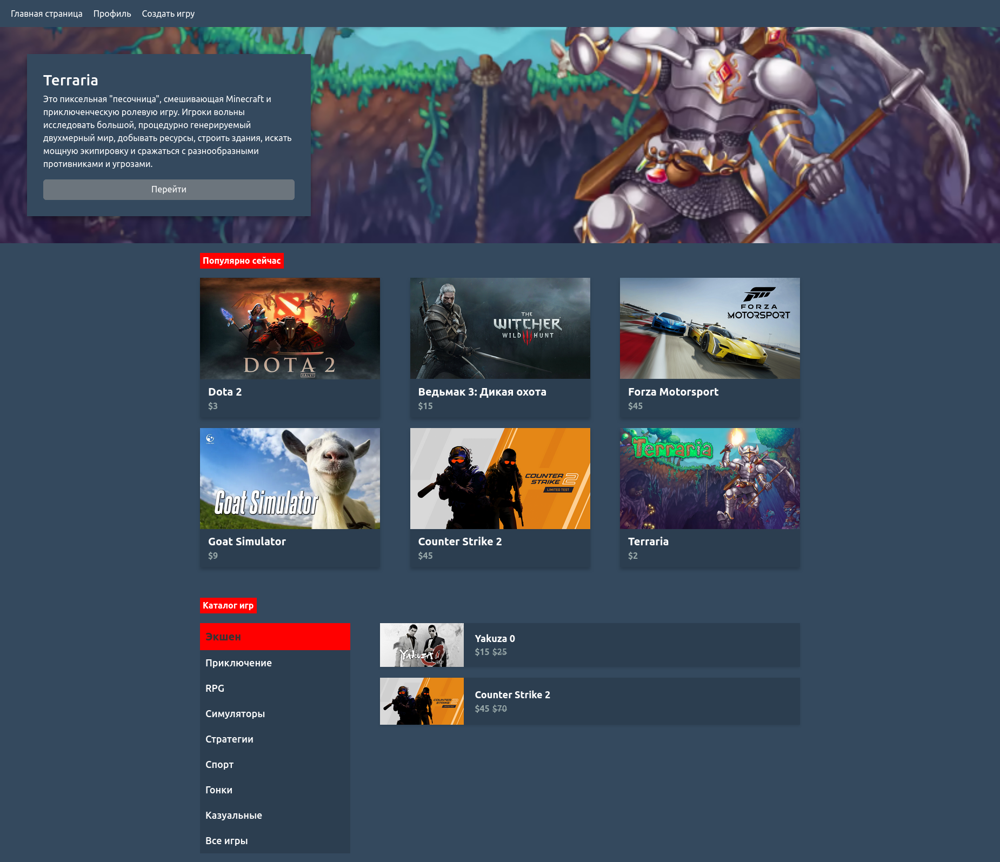 Главная страница Профиль Создать игру
Terraria
Это пиксельная "песочница", смешивающая Minecraft и
приключенческую ролевую игру. Игроки вольны
исследовать большой, процедурно генерируемый
двухмерный мир, добывать ресурсы, строить здания, искать
мощную экипировку и сражаться с разнообразными
противниками и угрозами.
Перейти
Популярно сейчас
DOTA 2
VALVE
Dota 2
$3
THE
WITCHER
WILD HUNT
Ведьмак 3: Дикая охота
$15
FORZA
MOTORSPORT
Forza Motorsport
$45
Goat Simulator
Goat Simulator
$9
COUNTER
STRIKE 2
LIMITED TEST
Counter Strike 2
$45
Terraria
Terraria
$2
Каталог игр
Экшен
Приключение
RPG
Симуляторы
Стратегии
Спорт
Гонки
Казуальные
Все игры
Yakuza 0
Yakuza 0
$15 $25
COUNTER
STRIKE 2
LIMITED TEST
Counter Strike 2
$45 $70